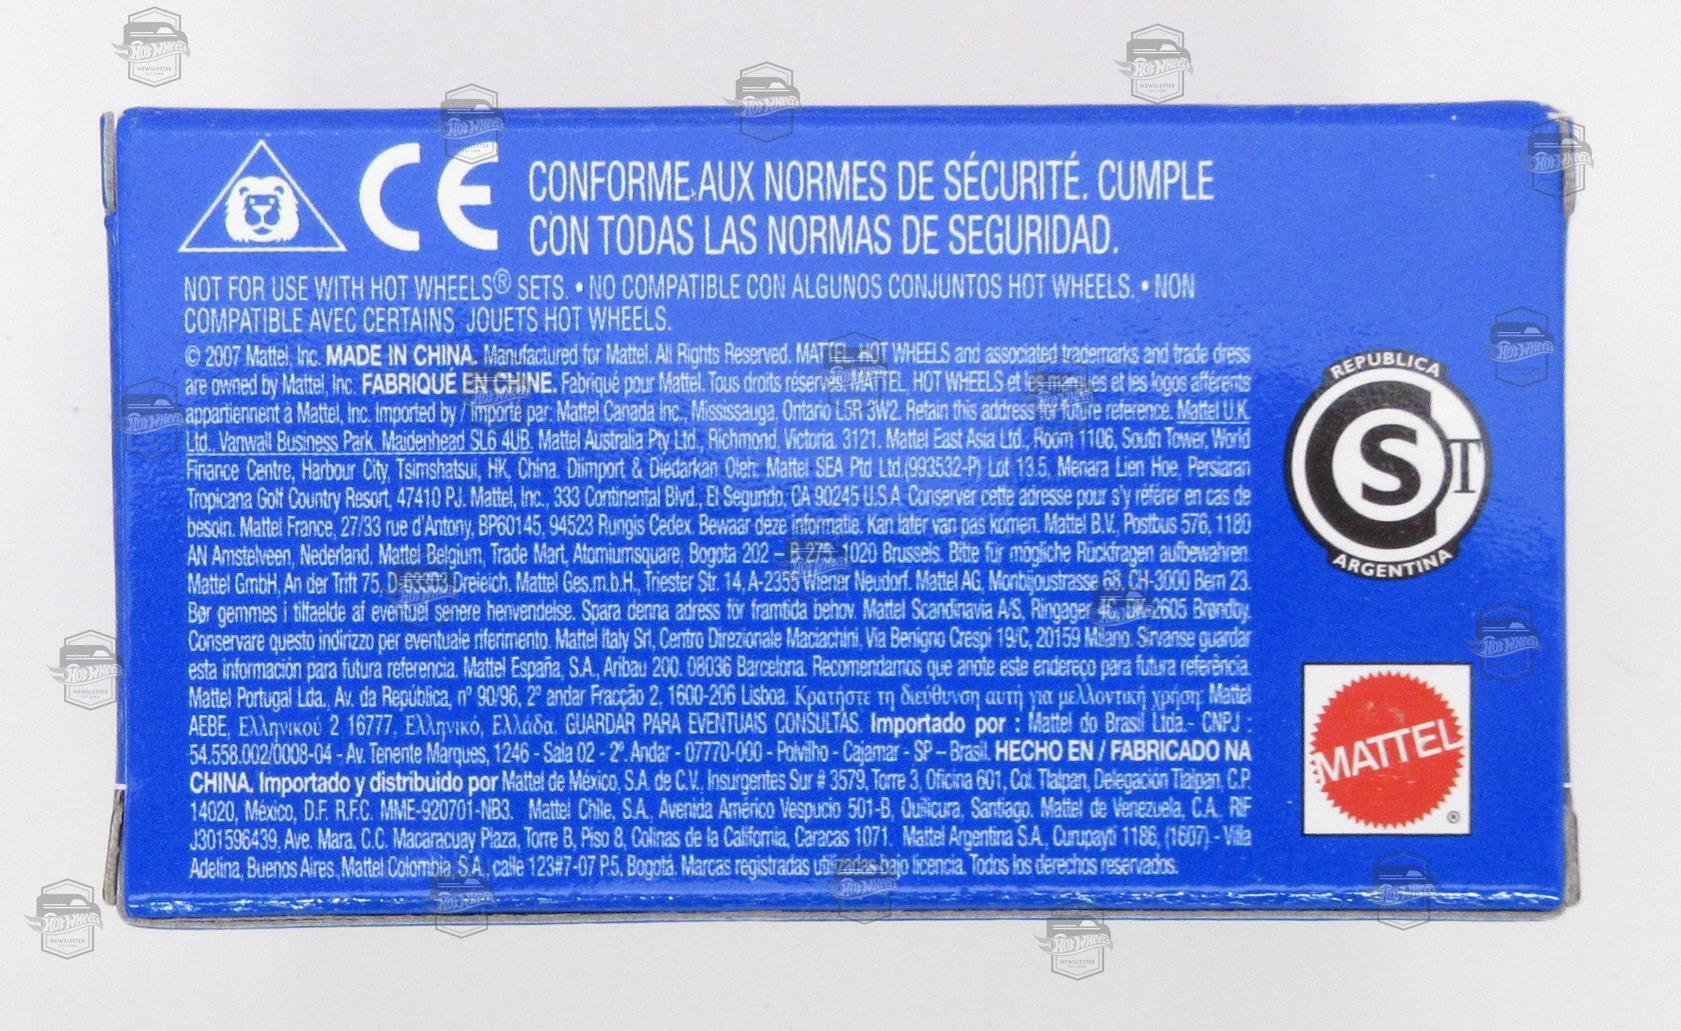 CE
CONFORME AUX NORMES DE SÉCURITÉ. CUMPLE
CON TODAS LAS NORMAS DE SEGURIDAD.
NOT FOR USE WITH HOT WHEELS® SETS. • NO COMPATIBLE CON ALGUNOS CONJUNTOS HOT WHEELS. • NON
COMPATIBLE AVEC CERTAINS JOUETS HOT WHEELS.
© 2007 Mattel, Inc. MADE IN CHINA. Manufactured for Mattel. All Rights Reserved. MATTEL, HOT WHEELS and associated trademarks and trade dress
are owned by Mattel, Inc. FABRIQUÉ EN CHINE. Fabriqué pour Mattel. Tous droits réservés. MATTEL, HOT WHEELS et les marques et les logos afférents
appartiennent à Mattel, Inc. Imported by / Importé par: Mattel Canada Inc., Mississauga, Ontario L5R 3W2. Retain this address for future reference. Mattel U.K.
Ltd., Vanwall Business Park, Maidenhead SL6 4UB. Mattel Australia Pty Ltd., Richmond, Victoria. 3121. Mattel East Asia Ltd., Room 1106, South Tower, World
Finance Centre, Harbour City, Tsimshatsui, HK, China. Diimport & Diedarkan Oleh: Mattel SEA Ptd Ltd.(993532-P) Lot 13.5, Menara Lien Hoe, Persiaran
Tropicana Golf Country Resort, 47410 PJ. Mattel, Inc., 333 Continental Blvd., El Segundo, CA 90245 U.S.A. Conserver cette adresse pour s'y référer en cas de
besoin. Mattel France, 27/33 rue d'Antony, BP60145, 94523 Rungis Cedex. Bewaar deze informatie. Kan later van pas komen. Mattel B.V. Postbus 576, 1180
AN Amstelveen, Nederland. Mattel Belgium, Trade Mart, Atomiumsquare, Bogota 202 – B 275 -1020 Brussels. Bitte für mögliche Rückfragen aufbewahren.
Mattel GmbH, An der Trift 75, D-63303 Dreieich. Mattel Ges.m.b.H., Triester Str. 14, A-2355 Wiener Neudorf. Mattel AG, Monbijoustrasse 68, CH-3000 Bern 23.
Bør gemmes i tilfælde af eventuel senere henvendelse. Spara denna adress för framtida behov. Mattel Scandinavia A/S, Ringager 4C, DK-2605 Brøndby.
Conservare questo indirizzo per eventuale riferimento. Mattel Italy Srl, Centro Direzionale Maciachini, Via Benigno Crespi 19/C, 20159 Milano. Sírvanse guardar
esta información para futura referencia. Mattel España, S.A., Aribau 200. 08036 Barcelona. Recomendamos que anote este endereço para futura referência.
Mattel Portugal Lda., Av. da República, nº 90/96, 2º andar Fracção 2, 1600-206 Lisboa. Κρατήστε τη διεύθυνση αυτή για μελλοντική χρήση: Mattel
AEBE, Ελληνικού 2 16777, Ελληνικό, Ελλάδα. GUARDAR PARA EVENTUAIS CONSULTAS. Importado por : Mattel do Brasil Ltda.- CNPJ :
54.558.002/0008-04 - Av. Tenente Marques, 1246 - Sala 02 - 2º. Andar - 07770-000 - Polvilho - Cajamar - SP – Brasil. HECHO EN / FABRICADO NA
CHINA. Importado y distribuido por Mattel de México, S.A. de C.V., Insurgentes Sur # 3579, Torre 3, Oficina 601, Col. Tlalpan, Delegación Tlalpan, C.P.
14020, México, D.F. R.F.C. MME-920701-NB3. Mattel Chile, S.A., Avenida Américo Vespucio 501-B, Quilicura, Santiago. Mattel de Venezuela, C.A. RIF
J301596439, Ave. Mara, C.C. Macaracuay Plaza, Torre B, Piso 8, Colinas de la California, Caracas 1071. Mattel Argentina S.A., Curupaytí 1186, (1607) - Villa
Adelina, Buenos Aires. Mattel Colombia, S.A., calle 123#7-07 P.5, Bogotá. Marcas registradas utilizadas bajo licencia. Todos los derechos reservados.
REPUBLICA
S T
ARGENTINA
MATTEL
®